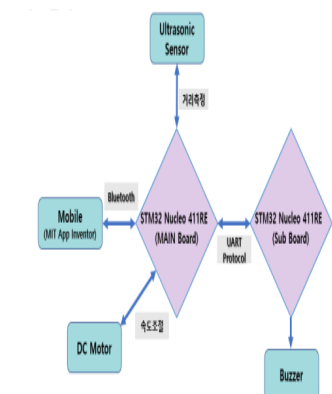 Ultrasonic
Sensor
거리측정
Bluetooth
Mobile
(MIT App Inventor)
STM32 Nucleo 411RE
(MAIN Board)
UART
Protocol
STM32 Nucleo 411RE
(Sub Board)
속도조절
DC Motor
Buzzer